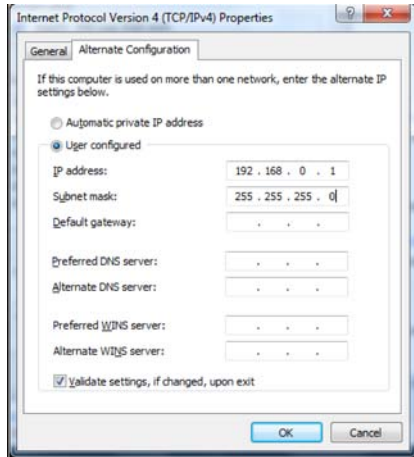 Internet Protocol Version 4 (TCP/IPv4) Properties
General Alternate Configuration
If this computer is used on more than one network, enter the alternate IP
settings below.
Automatic private IP address
User configured
IP address: 192 . 168 . 0 . 1
Subnet mask: 255 . 255 . 255 . 0
Default gateway: . . .
Preferred DNS server: . . .
Alternate DNS server: . . .
Preferred WINS server: . . .
Alternate WINS server: . . .
Validate settings, if changed, upon exit
OK Cancel